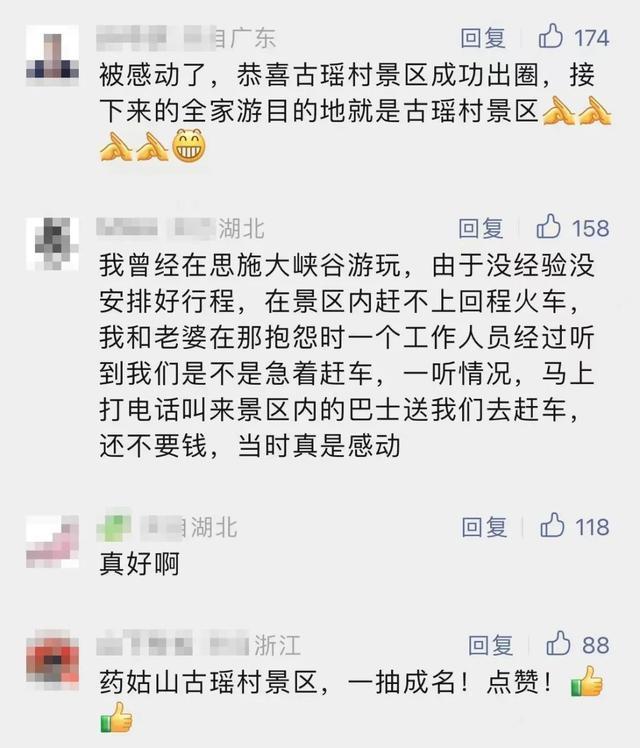 自广东 回复 174
被感动了，恭喜古瑶村景区成功出圈，接
下来的全家游目的地就是古瑶村景区
湖北 回复 158
我曾经在思施大峡谷游玩，由于没经验没
安排好行程，在景区内赶不上回程火车，
我和老婆在那抱怨时一个工作人员经过听
到我们是不是急着赶车，一听情况，马上
打电话叫来景区内的巴士送我们去赶车，
还不要钱，当时真是感动
自湖北 回复 118
真好啊
浙江 回复 88
药姑山古瑶村景区，一抽成名！点赞！